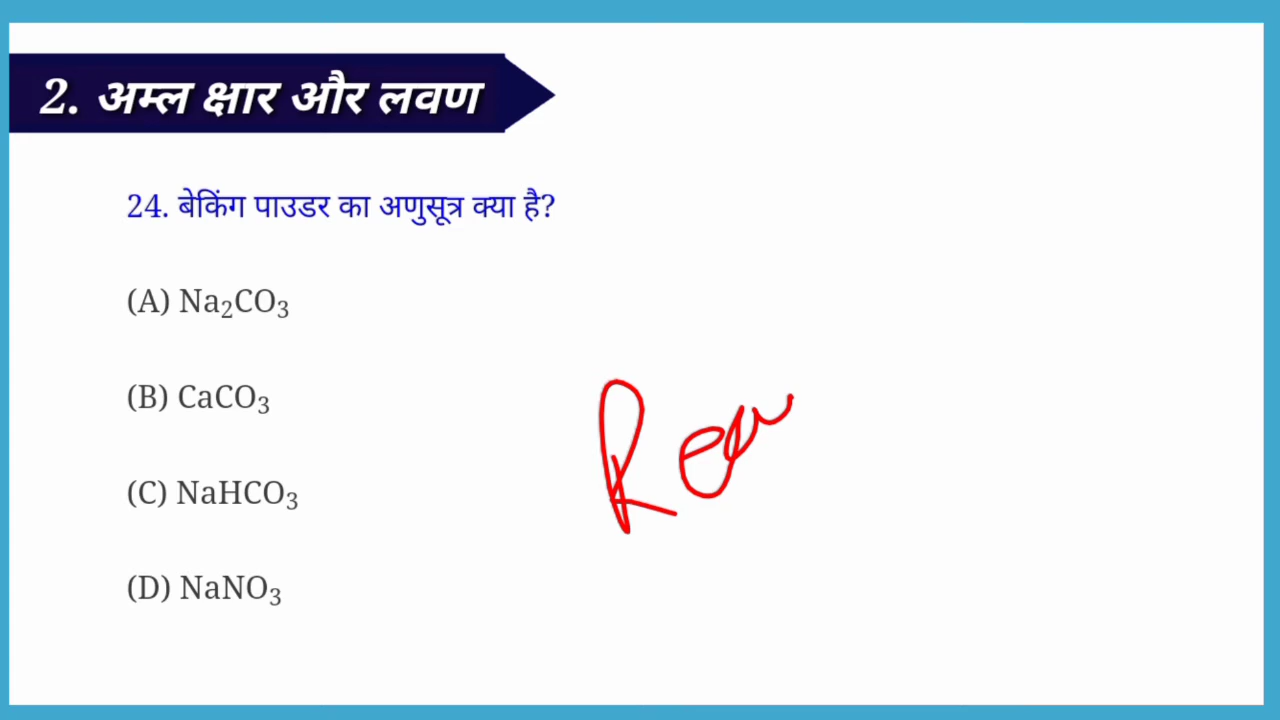 2. अम्ल क्षार और लवण
24. बेकिंग पाउडर का अणुसूत्र क्या है?
(A) Na₂CO₃
(B) CaCO₃
(C) NaHCO₃
(D) NaNO₃